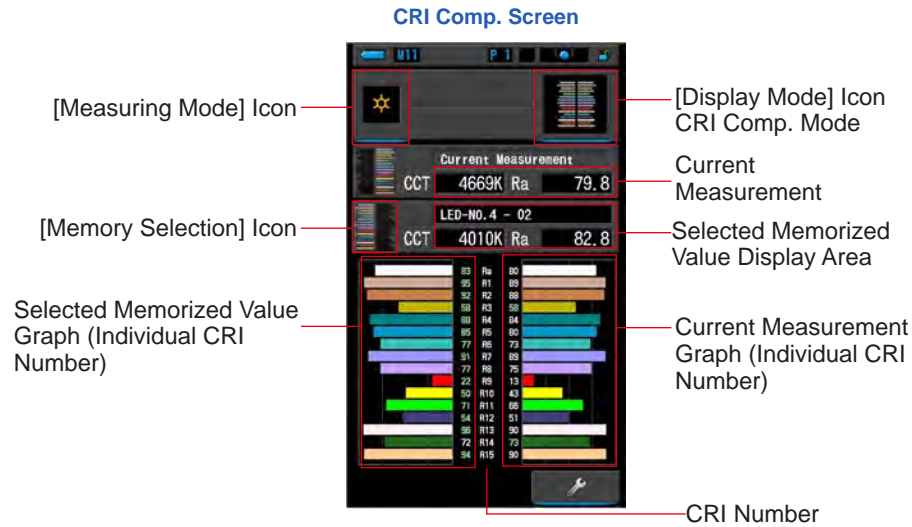 CRI Comp. Screen
M11 P 1
[Measuring Mode] Icon
[Display Mode] Icon
CRI Comp. Mode
Current Measurement
CCT 4669K Ra 79.8
Current
Measurement
[Memory Selection] Icon
LED-NO.4 - 02
CCT 4010K Ra 82.8
Selected Memorized
Value Display Area
Selected Memorized Value
Graph (Individual CRI
Number)
83 Ra 80
95 R1 89
92 R2 88
58 R3 58
R4 84
85 R5 80
77 R6 73
91 R7 89
77 R8 75
22 R9 13
50 R10 43
71 R11 66
54 R12 51
96 R13 90
72 R14 73
94 R15 90
Current Measurement
Graph (Individual CRI
Number)
CRI Number